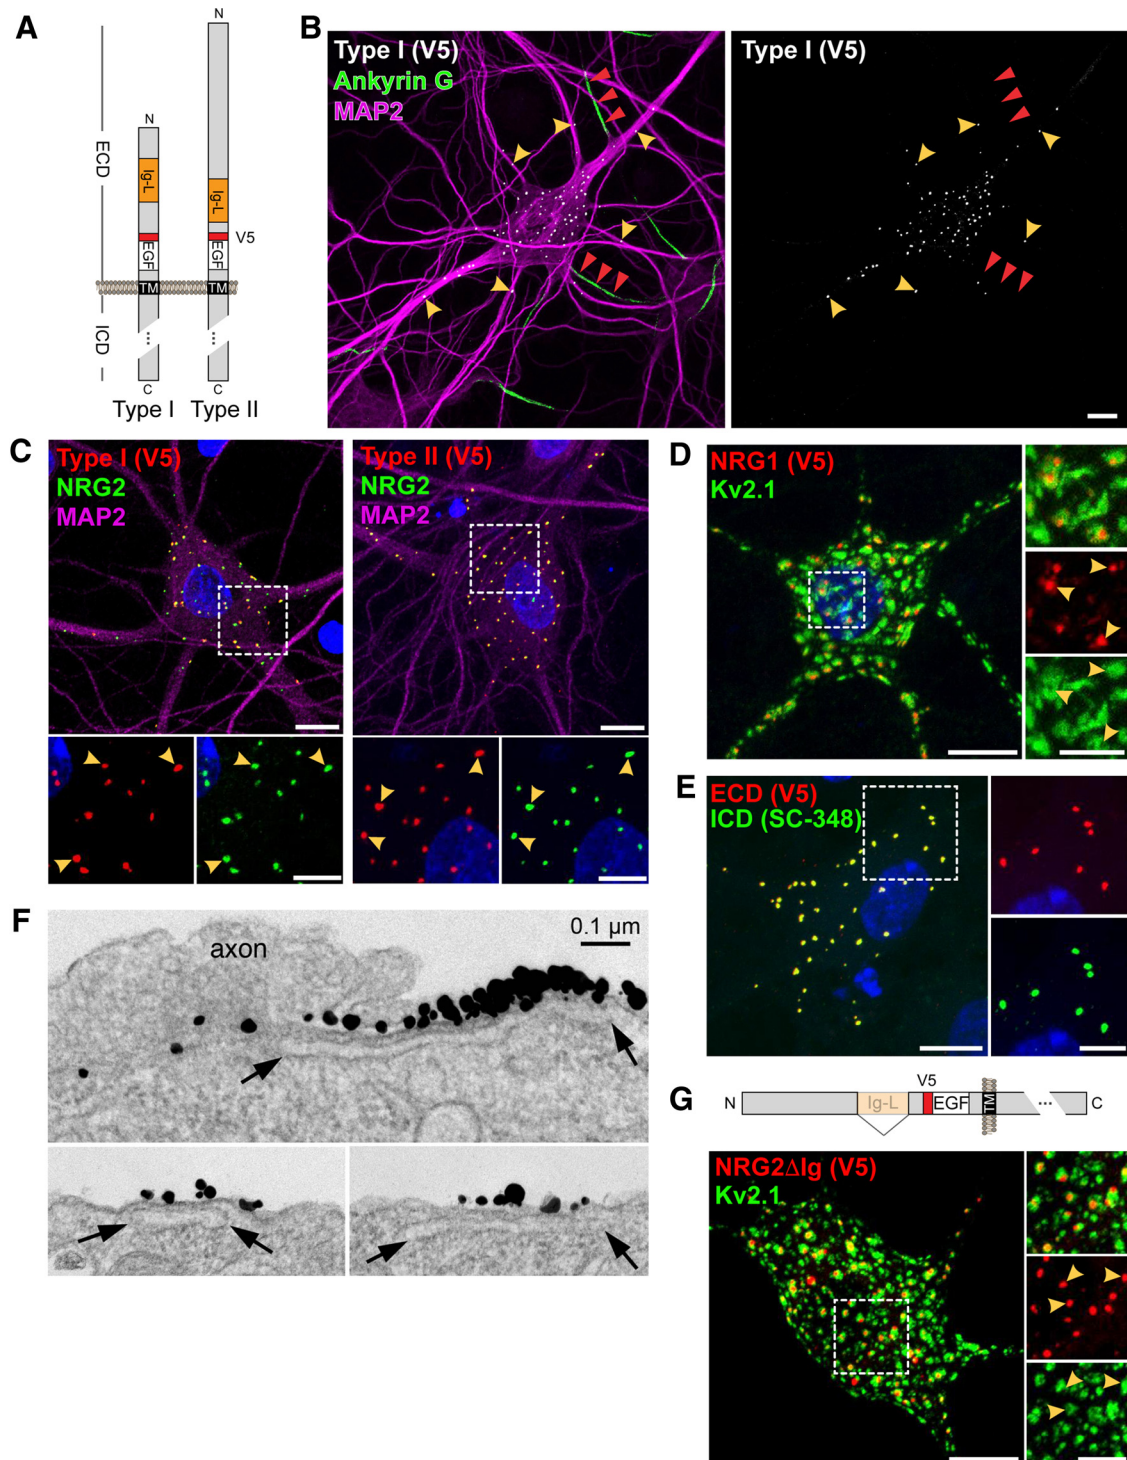 A
N
N
ECD
Ig-L
Ig-L
V5
EGF
EGF
TM
TM
ICD
...
...
C
C
Type I
Type II
B
Type I (V5)
Ankyrin G
MAP2
Type I (V5)
C
Type I (V5)
NRG2
MAP2
Type II (V5)
NRG2
MAP2
D
NRG1 (V5)
Kv2.1
E
ECD (V5)
ICD (SC-348)
F
axon
0.1 µm
G
V5
N
Ig-L
EGF
TM
...
C
NRG2ΔIg (V5)
Kv2.1